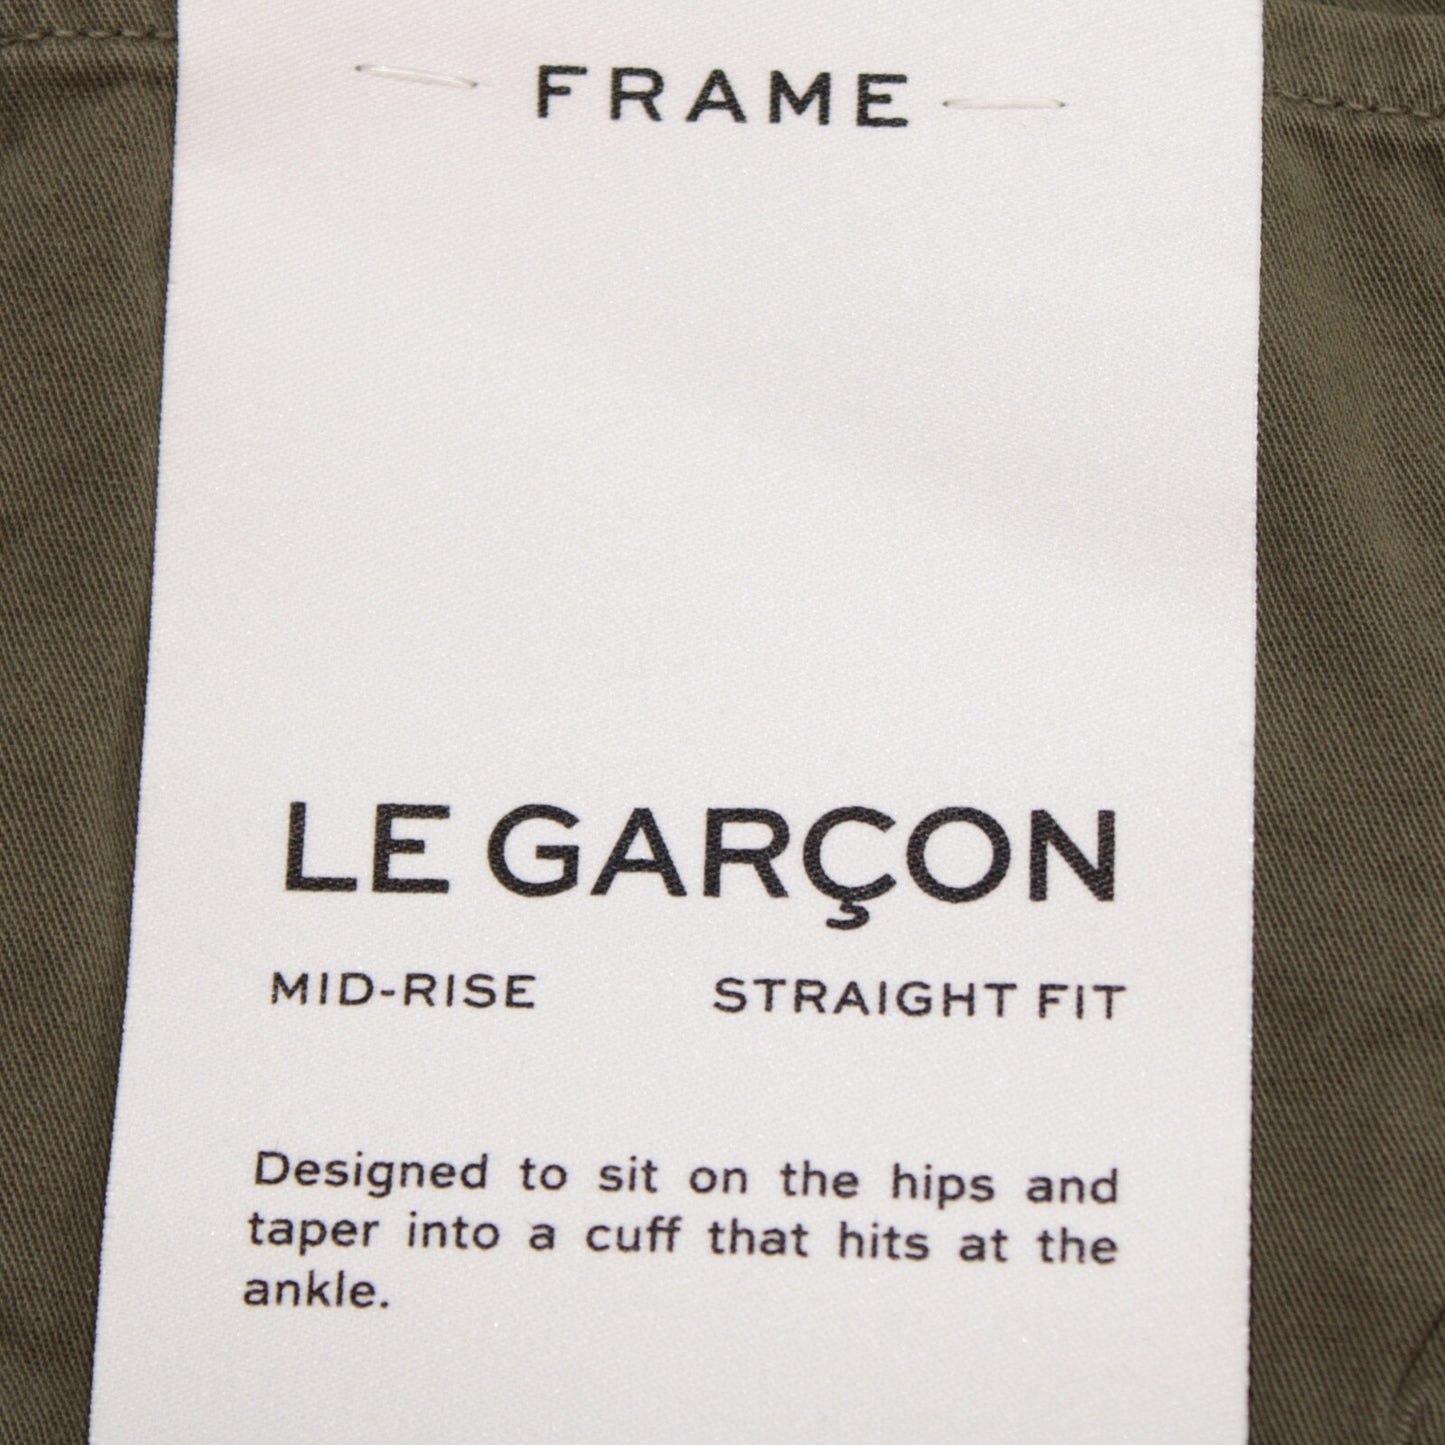 FRAME
LE GARÇON
MID-RISE STRAIGHT FIT
Designed to sit on the hips and
taper into a cuff that hits at the
ankle.